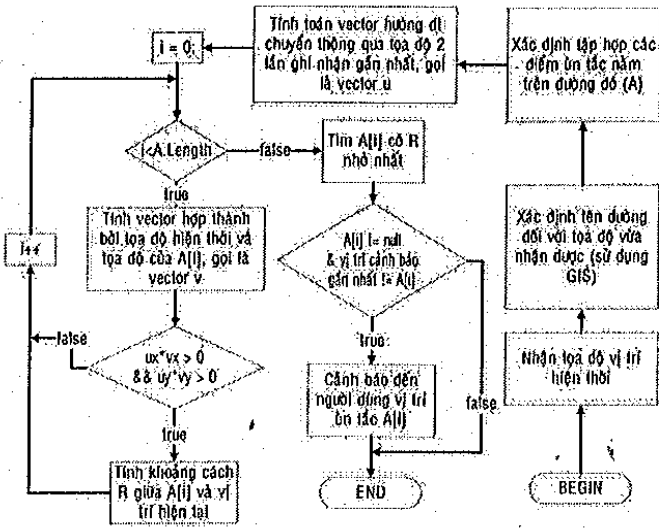 i = 0;
Tính toán vector hướng di
chuyển thông qua tọa độ 2
lần ghi nhận gần nhất, gọi
là vector u
Xác định tập hợp các
điểm ùn tắc nằm
trên đường đó (A)
i<A.Length
false
Tìm A[i] có R
nhỏ nhất
true
Tính vector hợp thành
bởi tọa độ hiện thời và
tọa độ của A[i], gọi là
vector v
i++
A[i] != null
& vị trí cảnh báo
gần nhất != A[i]
Xác định tên đường
đối với tọa độ vừa
nhận được (sử dụng
GIS)
false
ux*vx > 0
&& uy*vy > 0
true
Cảnh báo đến
người dùng vị trí
ùn tắc A[i]
false
Nhận tọa độ vị trí
hiện thời
true
Tính khoảng cách
R giữa A[i] và vị
trí hiện tại
END
BEGIN